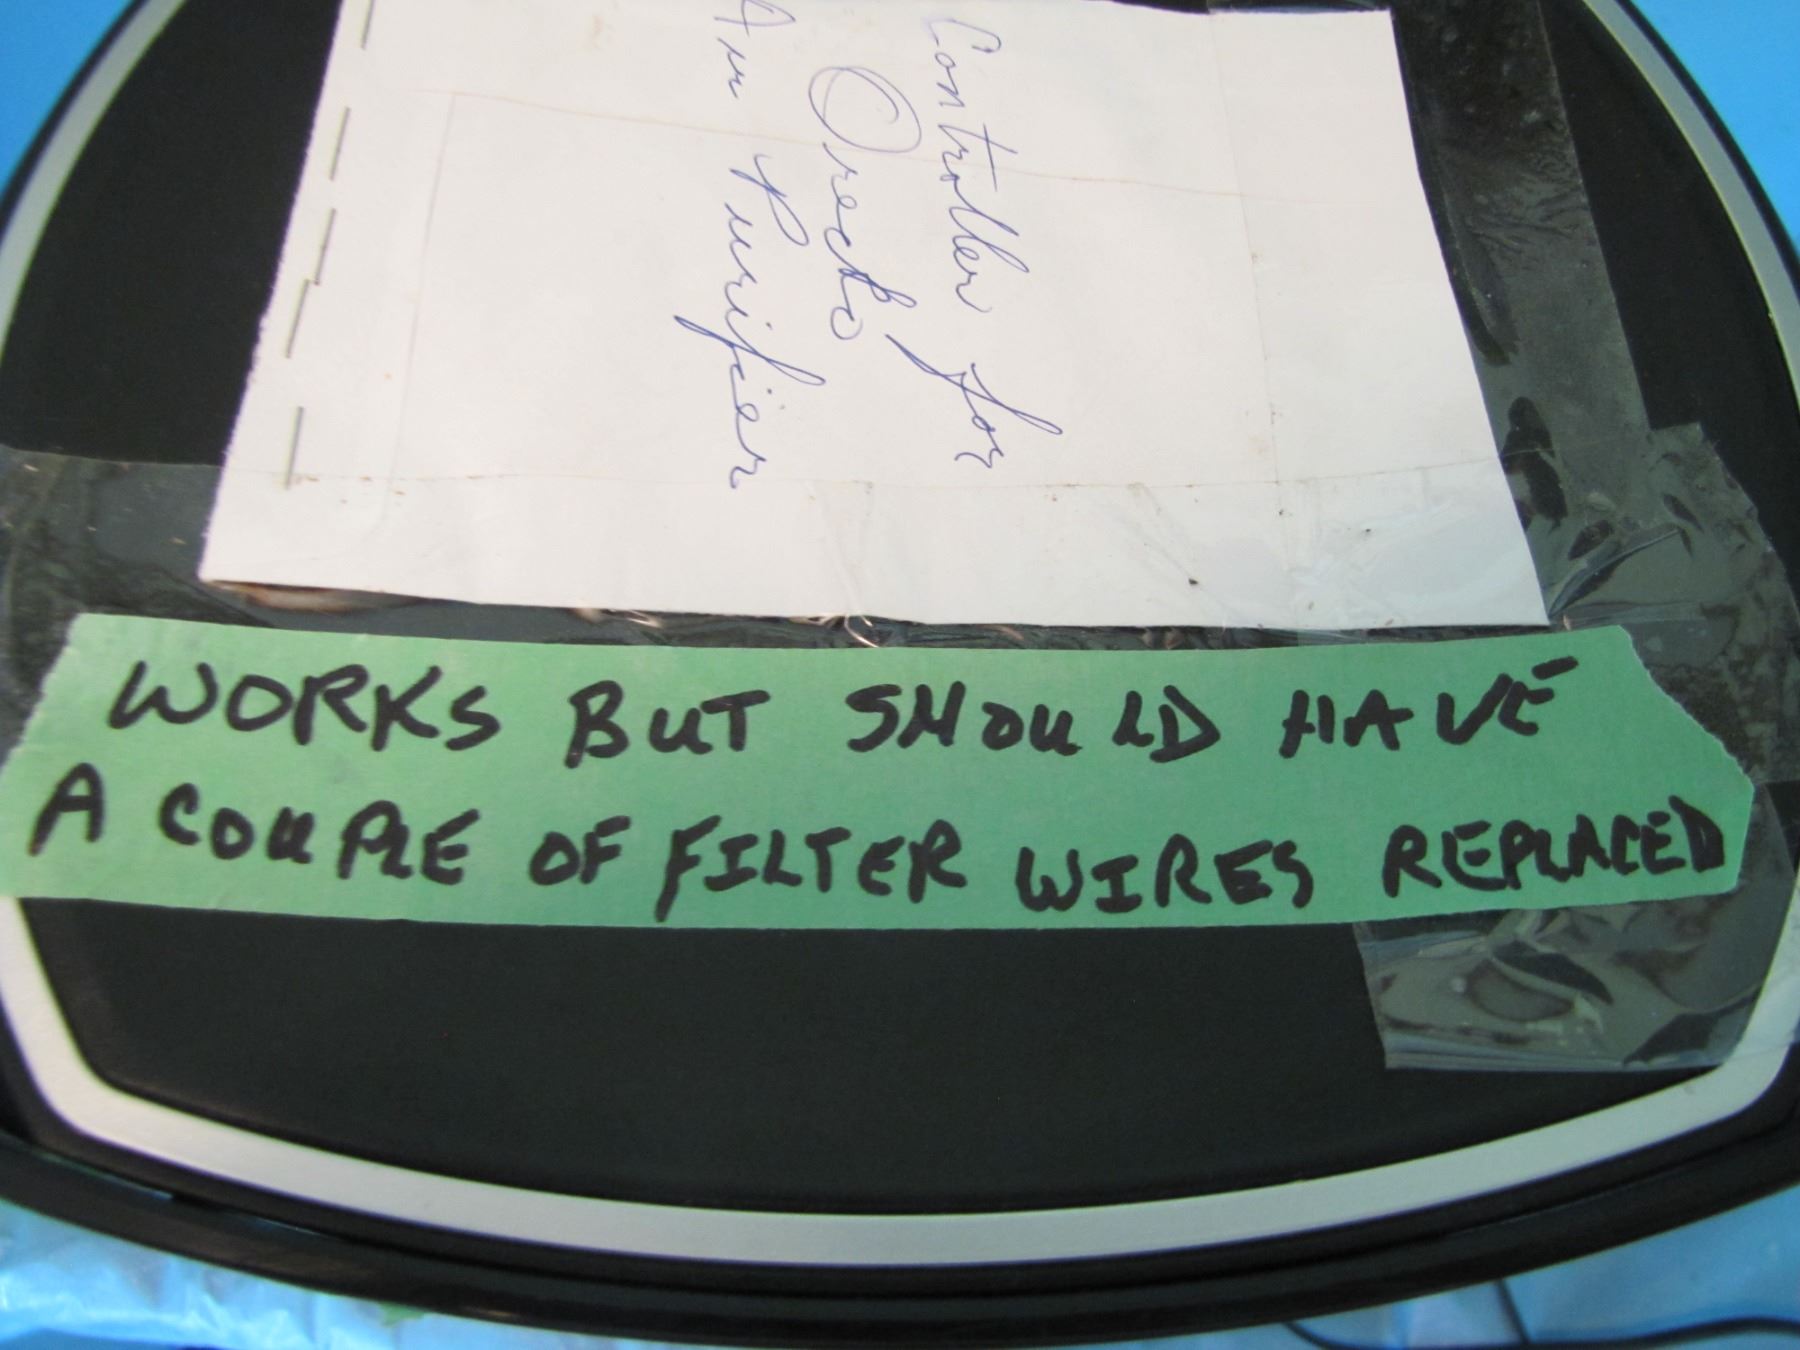 Controller for
Oreck
Air Purifier
WORKS BUT SHOULD HAVE
A COUPLE OF FILTER WIRES REPLACED